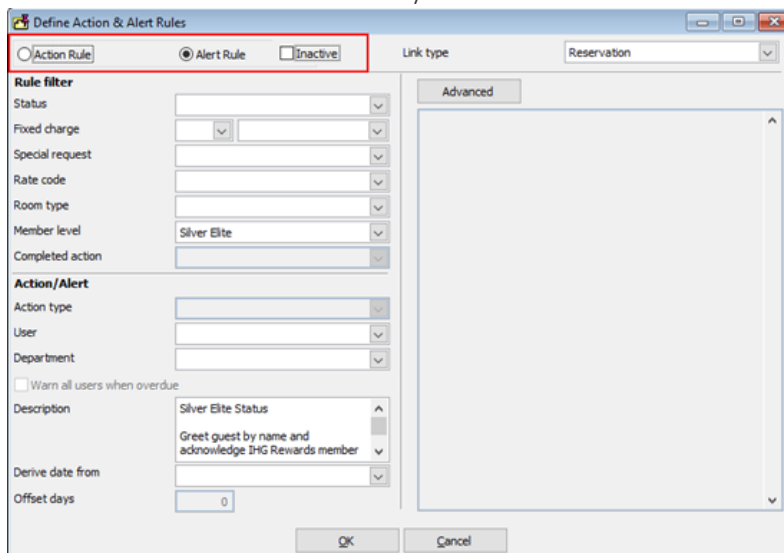 Define Action & Alert Rules
Action Rule Alert Rule Inactive Link type Reservation
Rule filter
Advanced
Status
Fixed charge
Special request
Rate code
Room type
Member level Silver Elite
Completed action
Action/Alert
Action type
User
Department
Warn all users when overdue
Description Silver Elite Status
Greet guest by name and
acknowledge IHG Rewards member
Derive date from
Offset days 0
OK Cancel